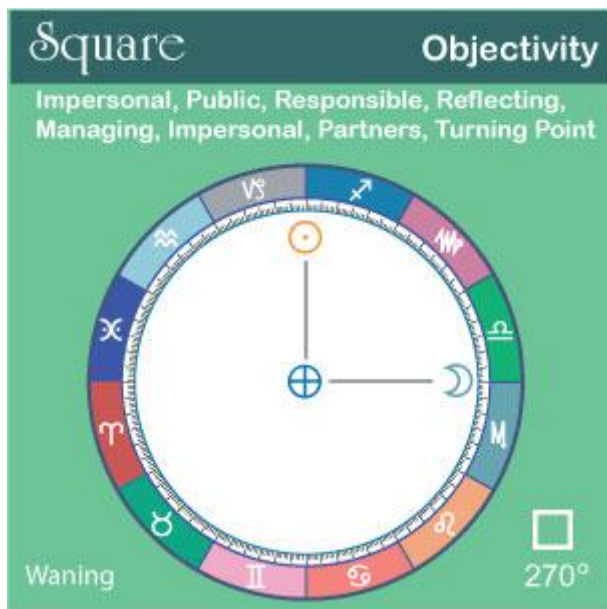 Square
Objectivity
Impersonal, Public, Responsible, Reflecting,
Managing, Impersonal, Partners, Turning Point
Waning
270°